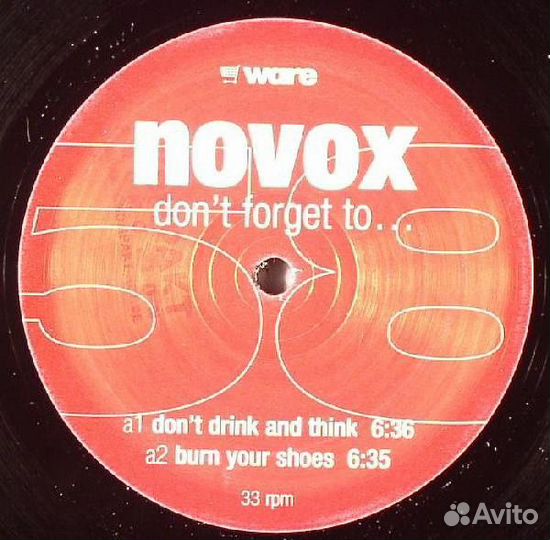 ware
novox
don't forget to...
a1 don't drink and think 6:36
a2 burn your shoes 6:35
33 rpm
Avito